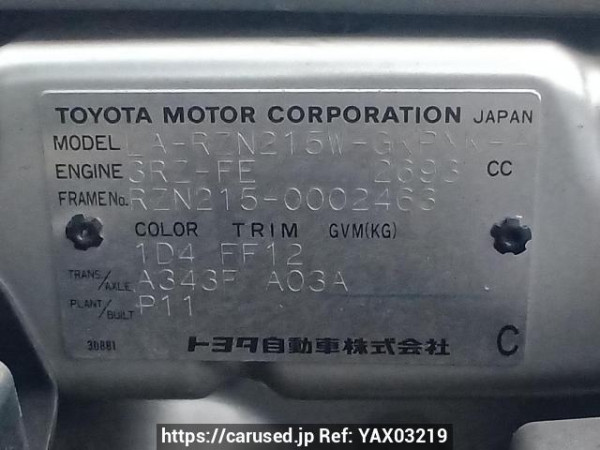 TOYOTA MOTOR CORPORATION JAPAN
MODEL
ENGINE 3RZ-FE 2693 CC
FRAME No. RZN215-0002463
COLOR TRIM GVM(KG)
1D4 FF12
TRANS/AXLE A343F A03A
PLANT/BUILT P11
30881 トヨタ自動車株式会社 C
https://carused.jp Ref: YAX03219